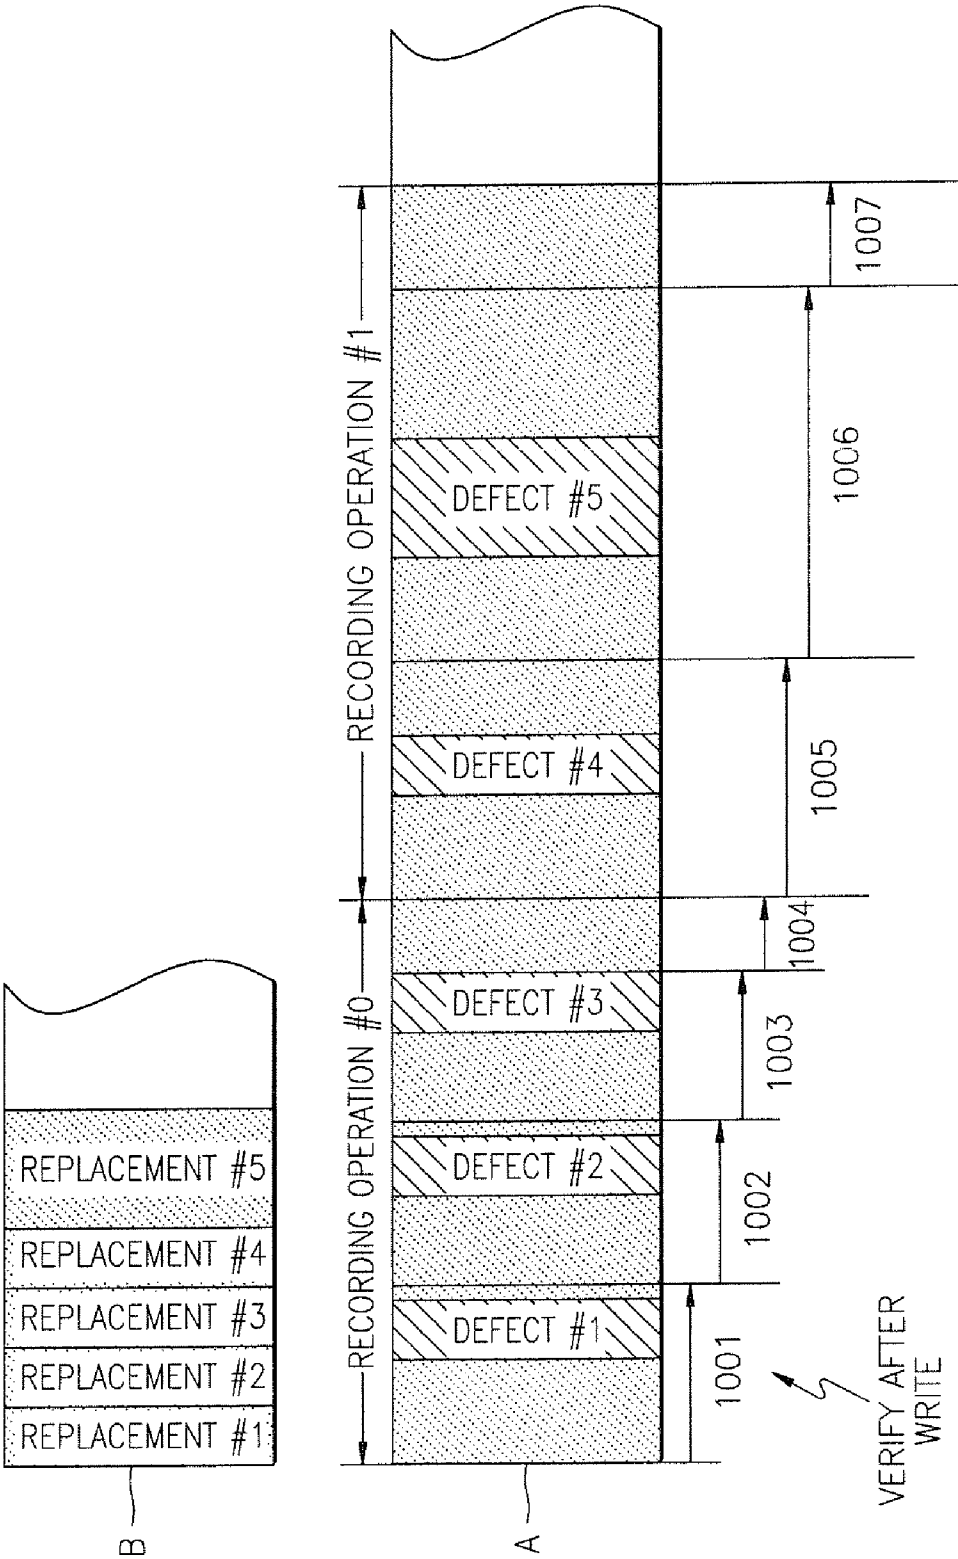 B
REPLACEMENT #1
REPLACEMENT #2
REPLACEMENT #3
REPLACEMENT #4
REPLACEMENT #5
RECORDING OPERATION #0
RECORDING OPERATION #1
A
DEFECT #1
DEFECT #2
DEFECT #3
DEFECT #4
DEFECT #5
1001
1002
1003
1004
1005
1006
1007
VERIFY AFTER
WRITE